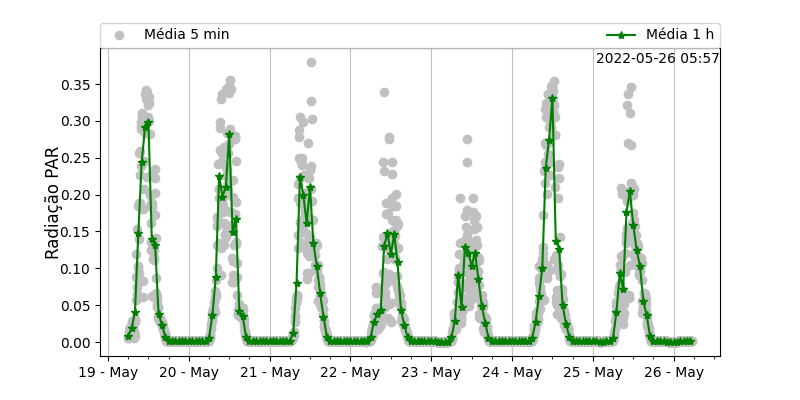 Média 5 min
Média 1 h
2022-05-26 05:57
Radiação PAR
0.35
0.30
0.25
0.20
0.15
0.10
0.05
0.00
19 - May
20 - May
21 - May
22 - May
23 - May
24 - May
25 - May
26 - May